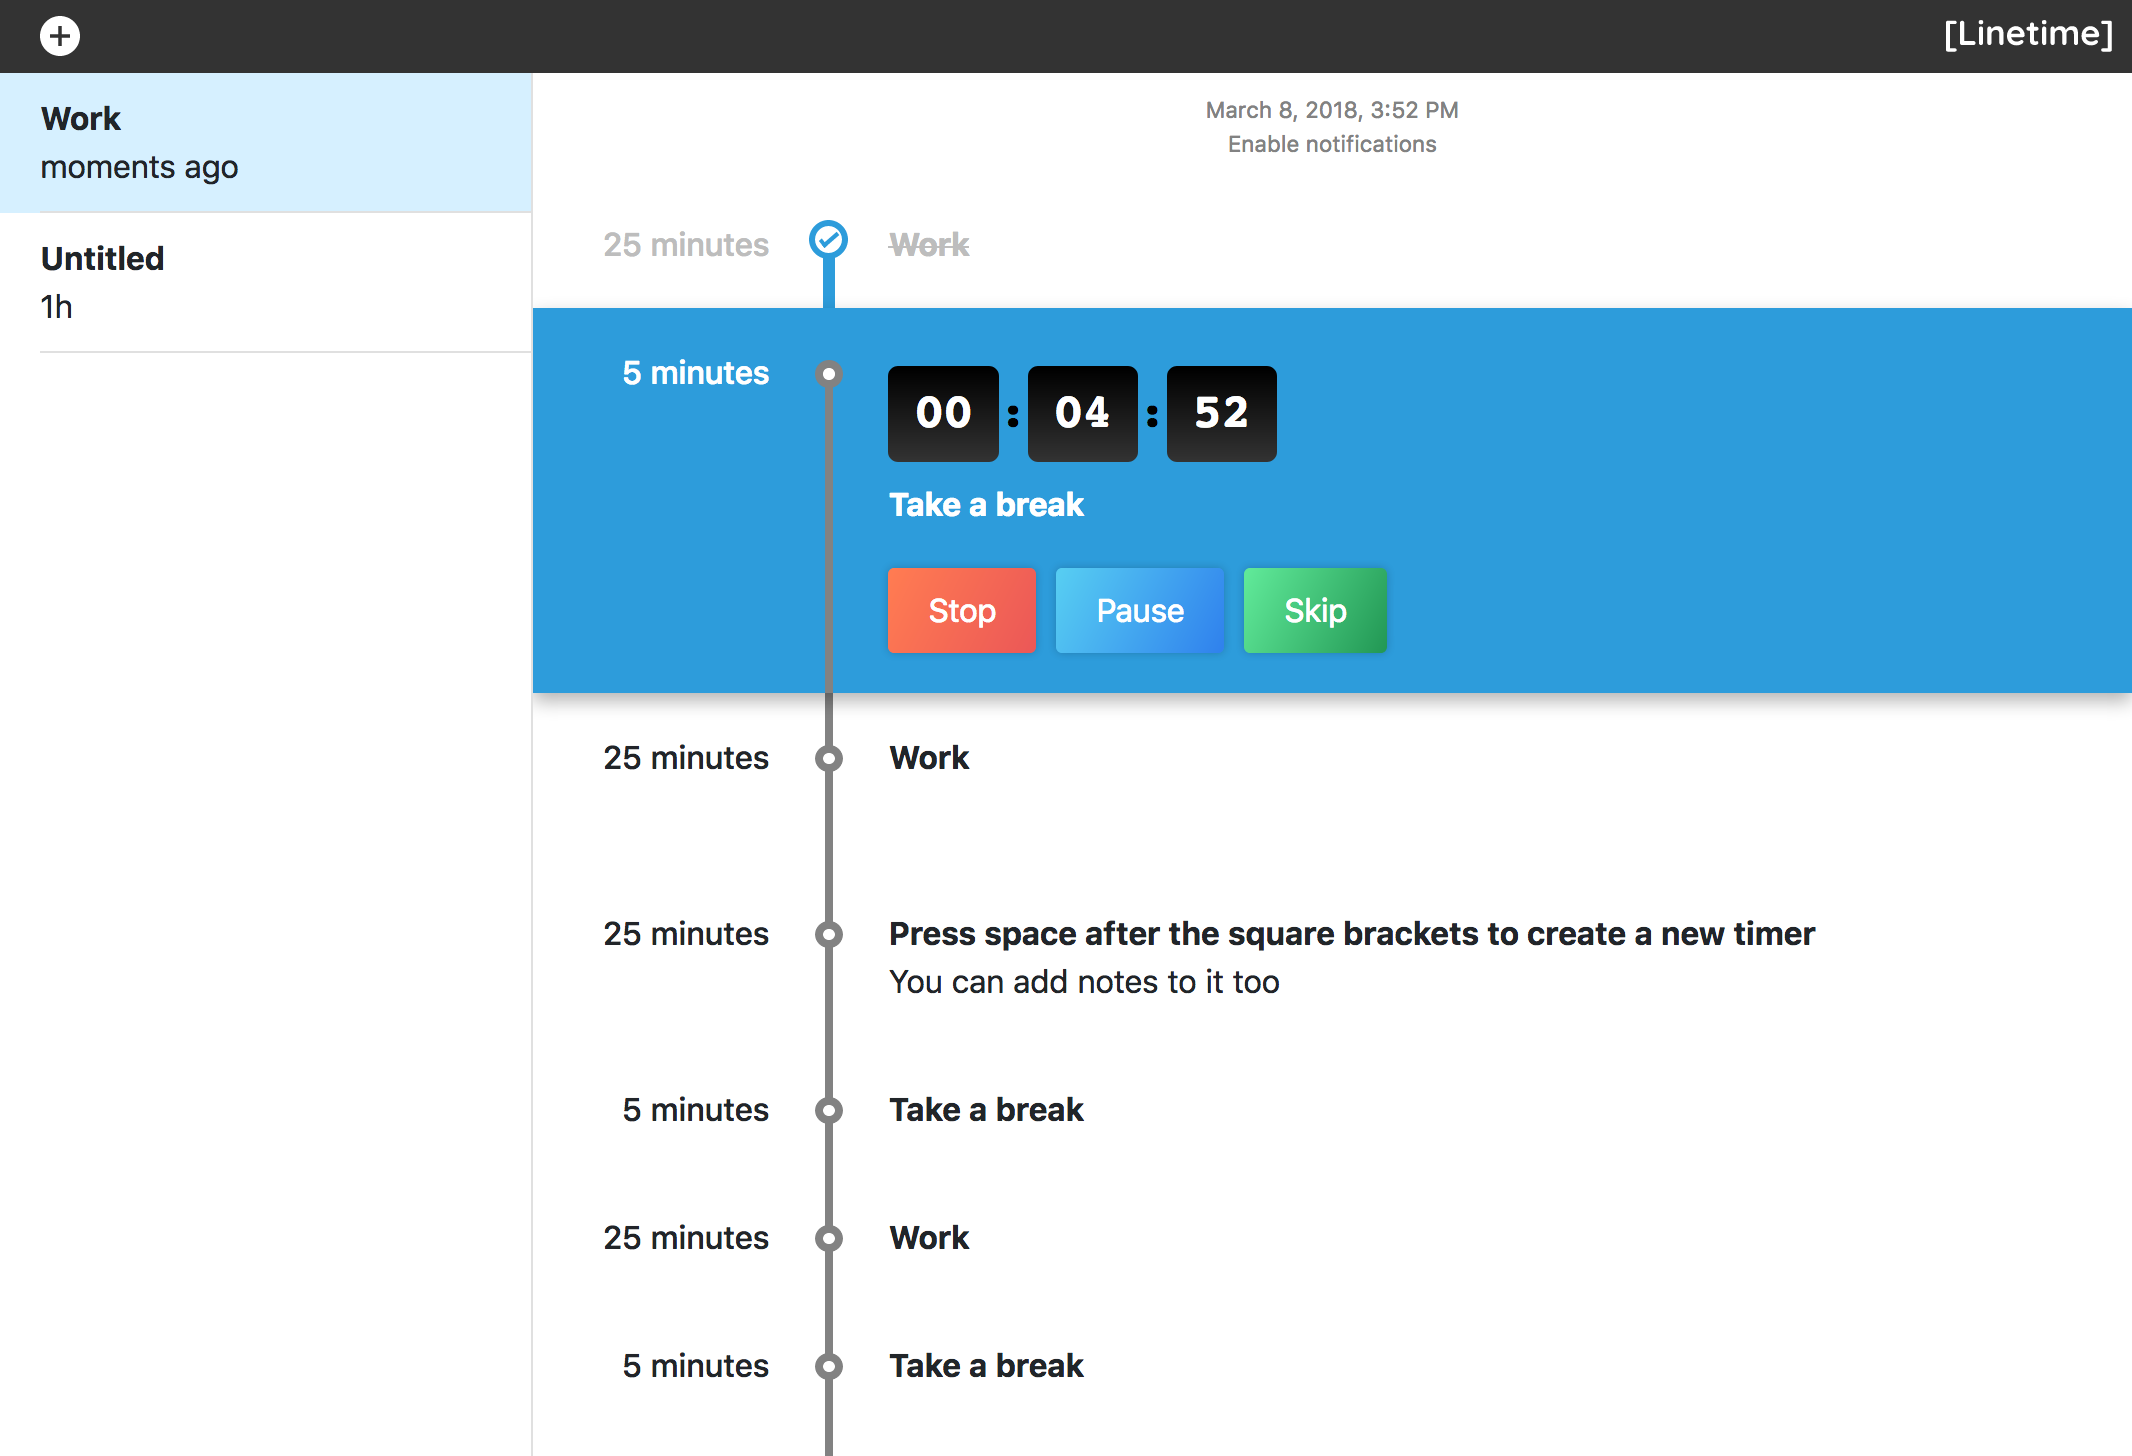 [Linetime]
Work
moments ago
Untitled
1h
March 8, 2018, 3:52 PM
Enable notifications
25 minutes Work
5 minutes 00 : 04 : 52
Take a break
Stop Pause Skip
25 minutes Work
25 minutes Press space after the square brackets to create a new timer
You can add notes to it too
5 minutes Take a break
25 minutes Work
5 minutes Take a break